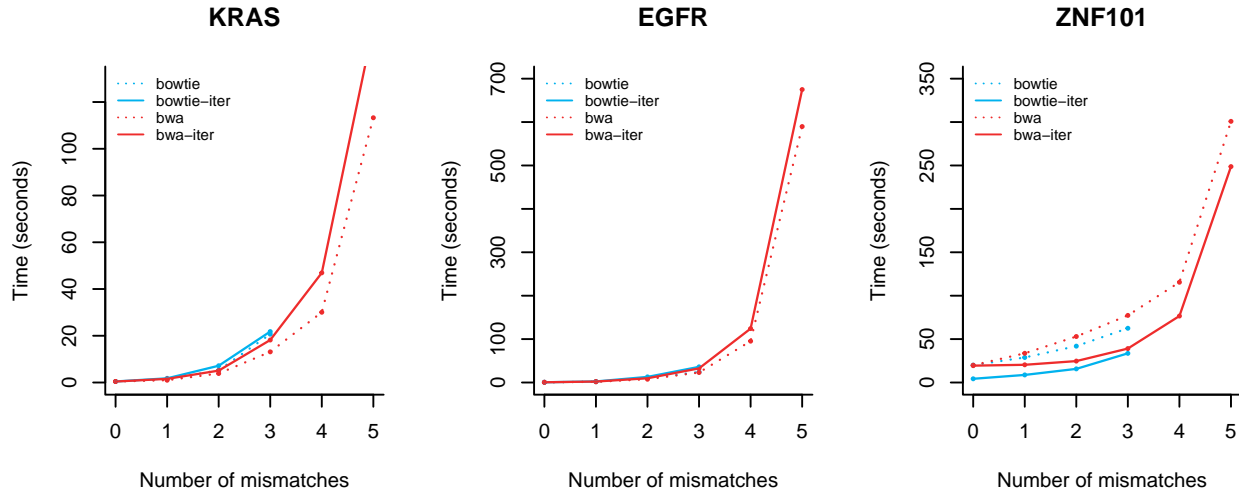 KRAS
bowtie
bowtie−iter
bwa
bwa−iter
Time (seconds)
0
20
40
60
80
100
0 1 2 3 4 5
Number of mismatches
EGFR
bowtie
bowtie−iter
bwa
bwa−iter
Time (seconds)
0
100
300
500
700
0 1 2 3 4 5
Number of mismatches
ZNF101
bowtie
bowtie−iter
bwa
bwa−iter
Time (seconds)
0
50
150
250
350
0 1 2 3 4 5
Number of mismatches